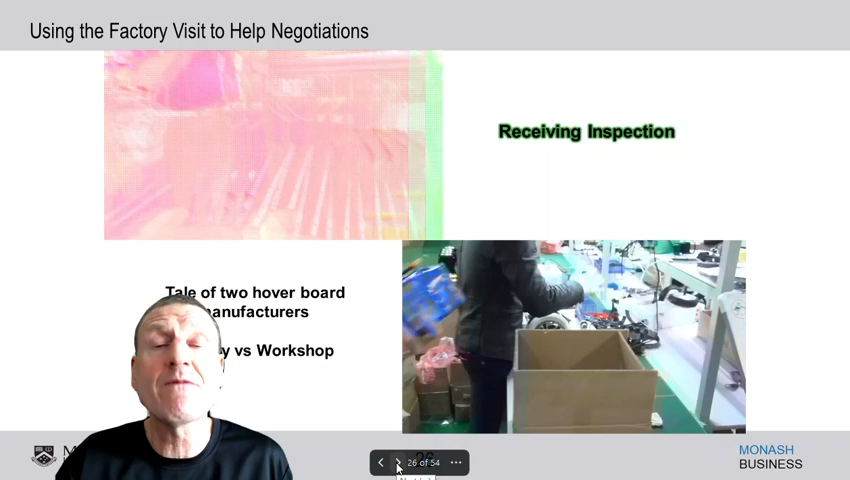 Using the Factory Visit to Help Negotiations
Receiving Inspection
Tale of two hover board
manufacturers
vs Workshop
26 of 54
MONASH
BUSINESS